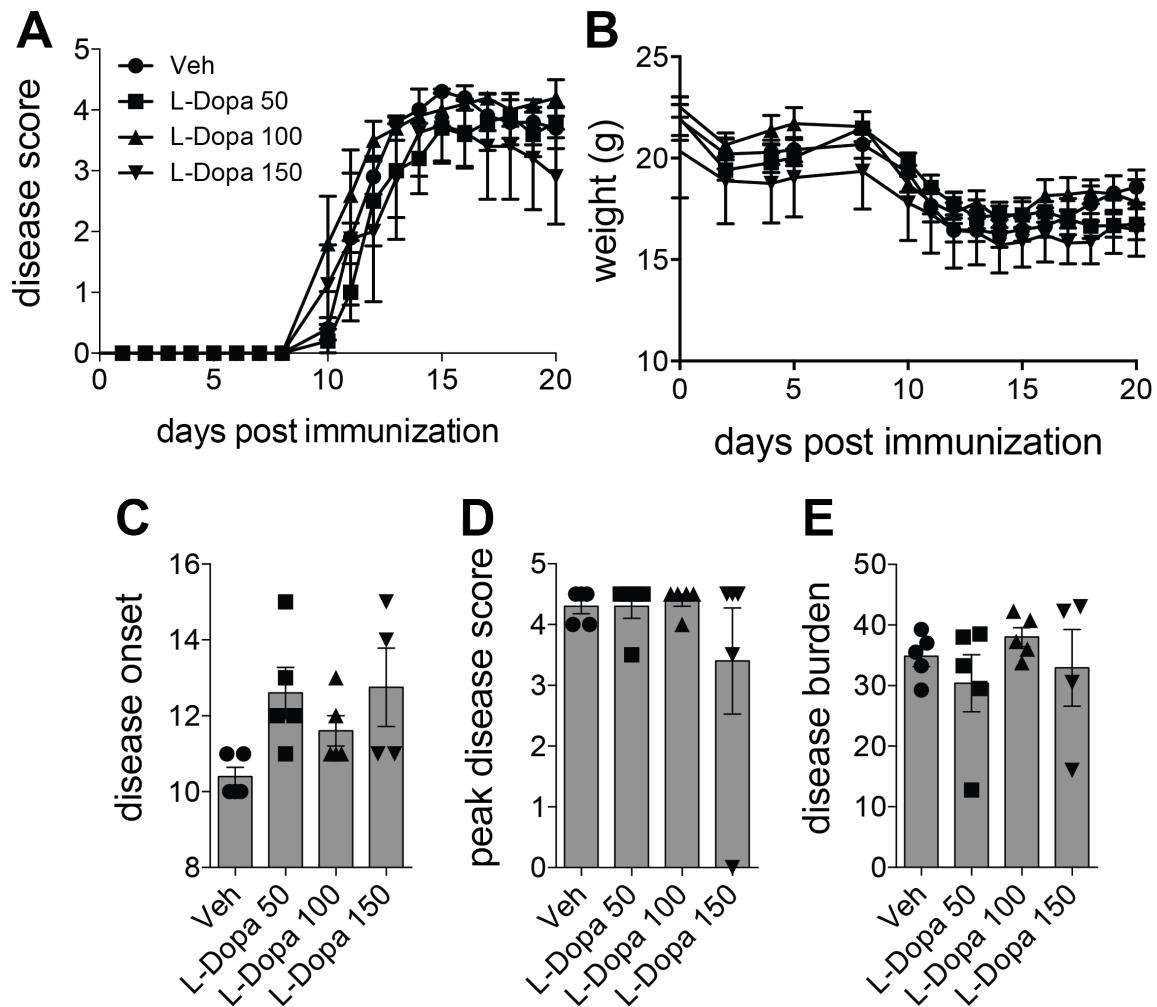 A
disease score
5
4
3
2
1
0
Veh
L-Dopa 50
L-Dopa 100
L-Dopa 150
0 5 10 15 20
days post immunization
B
weight (g)
25
20
15
10
0 5 10 15 20
days post immunization
C
disease onset
16
14
12
10
8
Veh
L-Dopa 50
L-Dopa 100
L-Dopa 150
D
peak disease score
5
4
3
2
1
0
Veh
L-Dopa 50
L-Dopa 100
L-Dopa 150
E
disease burden
50
40
30
20
10
0
Veh
L-Dopa 50
L-Dopa 100
L-Dopa 150